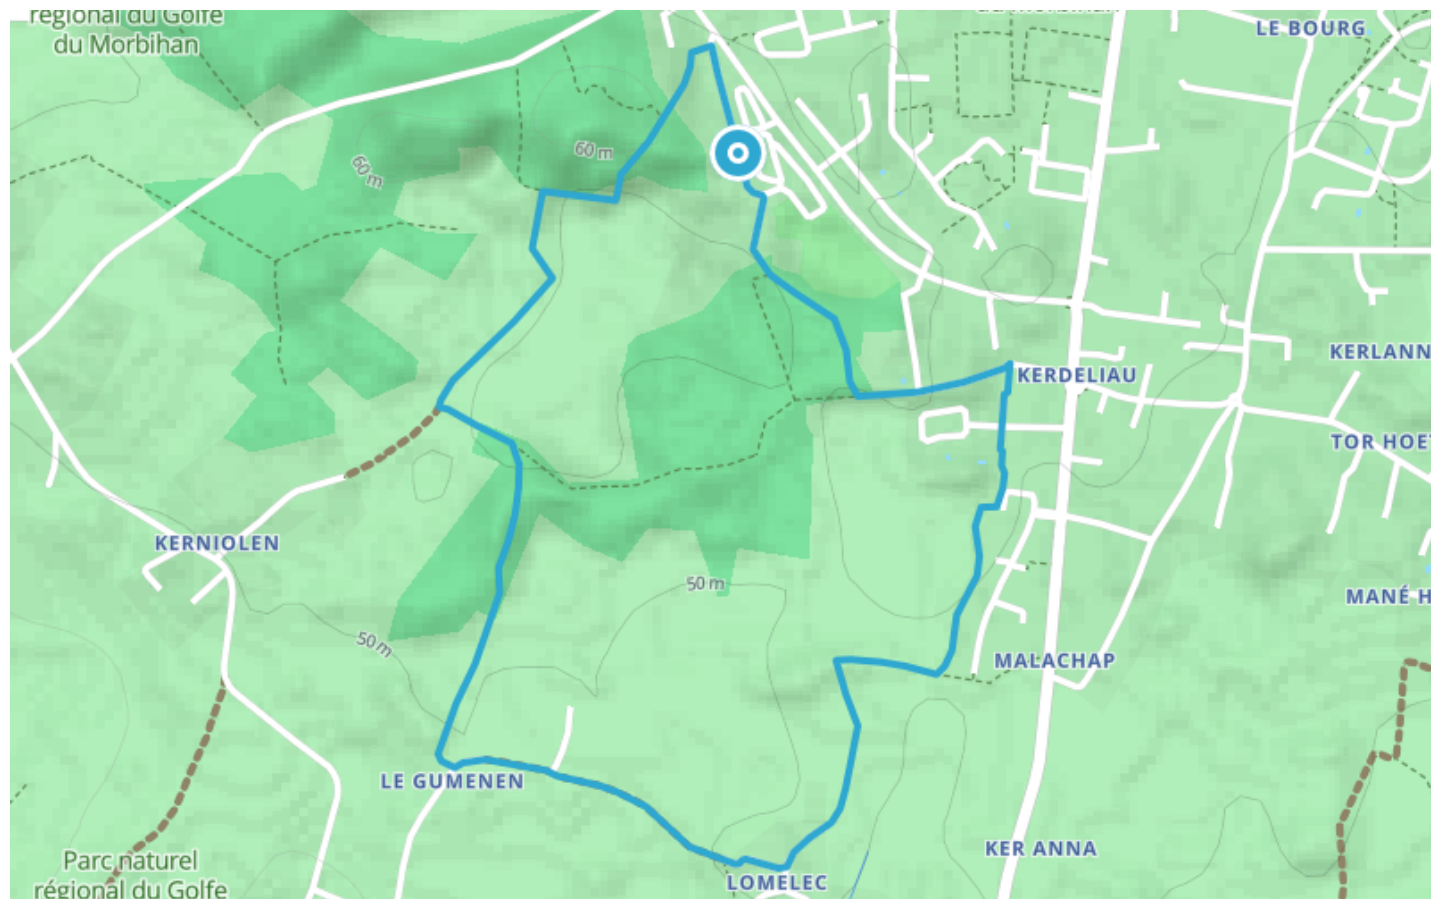 régional du Golfe
du Morbihan
LE BOURG
60 m
60 m
KERLANN
KERDELIAU
TOR HOE
KERNIOLEN
50 m
MANÉ H
50 m
MALACHAP
LE GUMENEN
KER ANNA
Parc naturel
régional du Golfe
LOMELEC